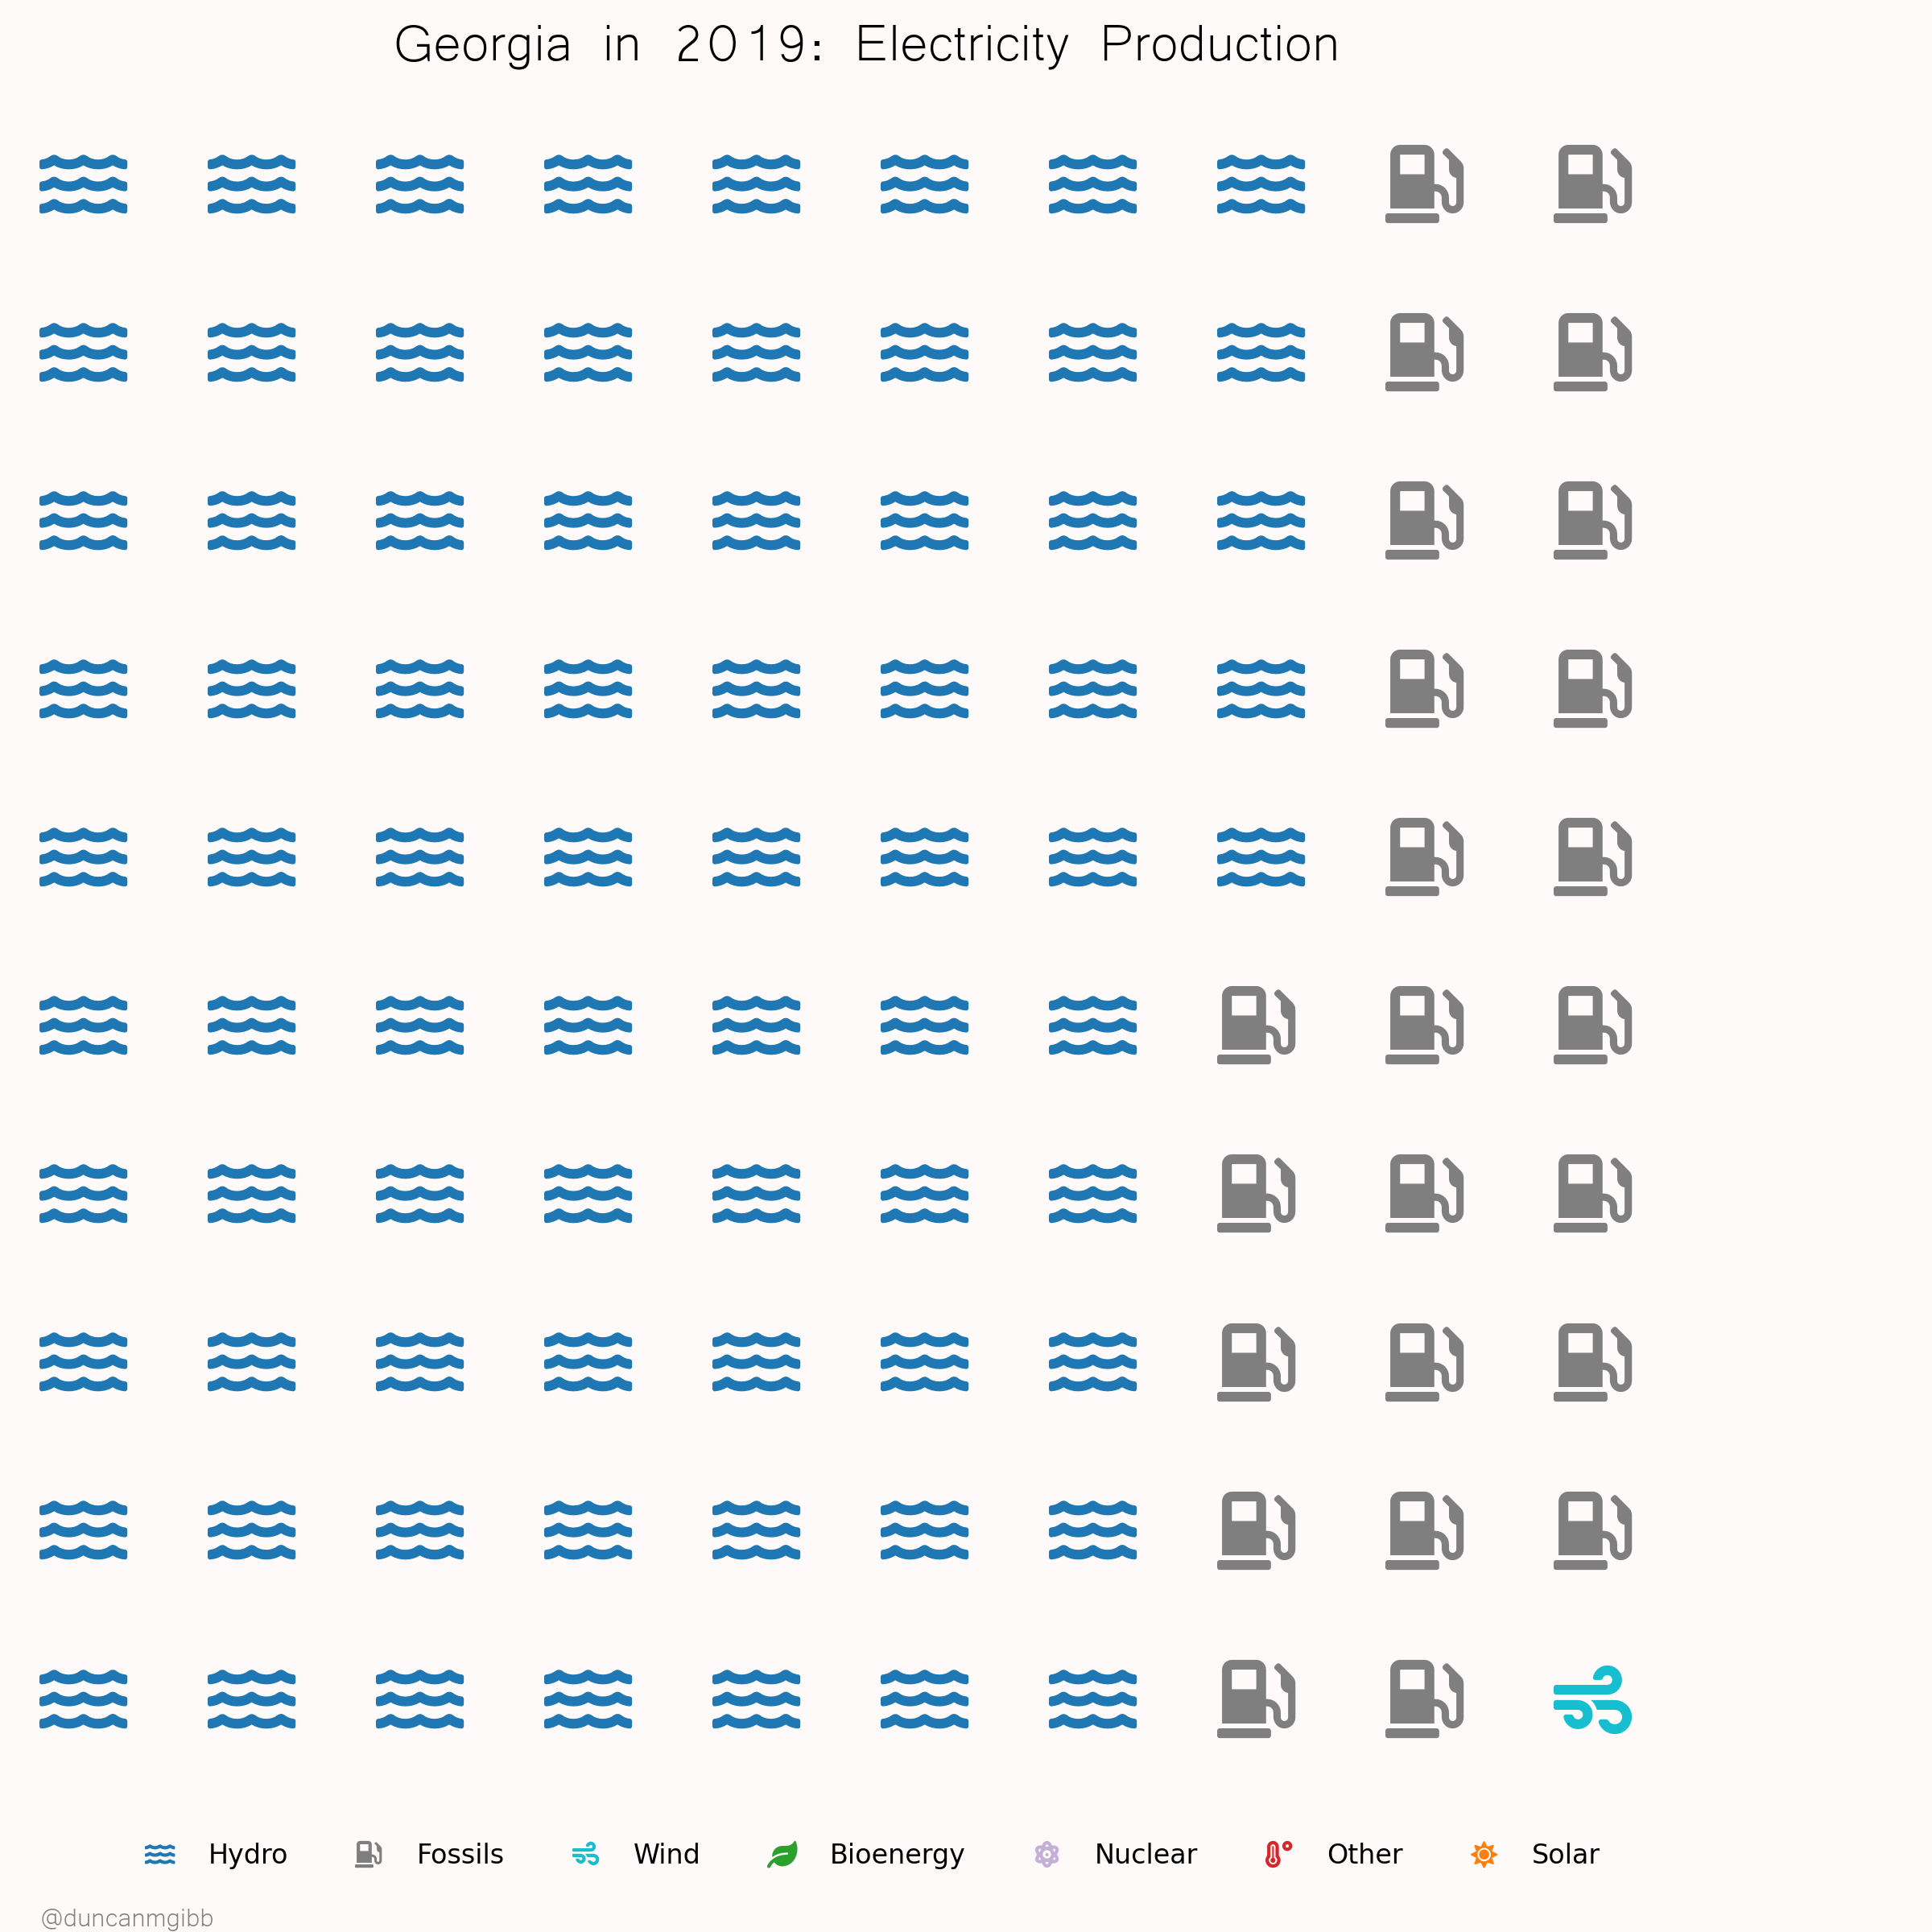 Georgia in 2019: Electricity Production
Hydro Fossils Wind Bioenergy Nuclear Other Solar
@duncanmgibb